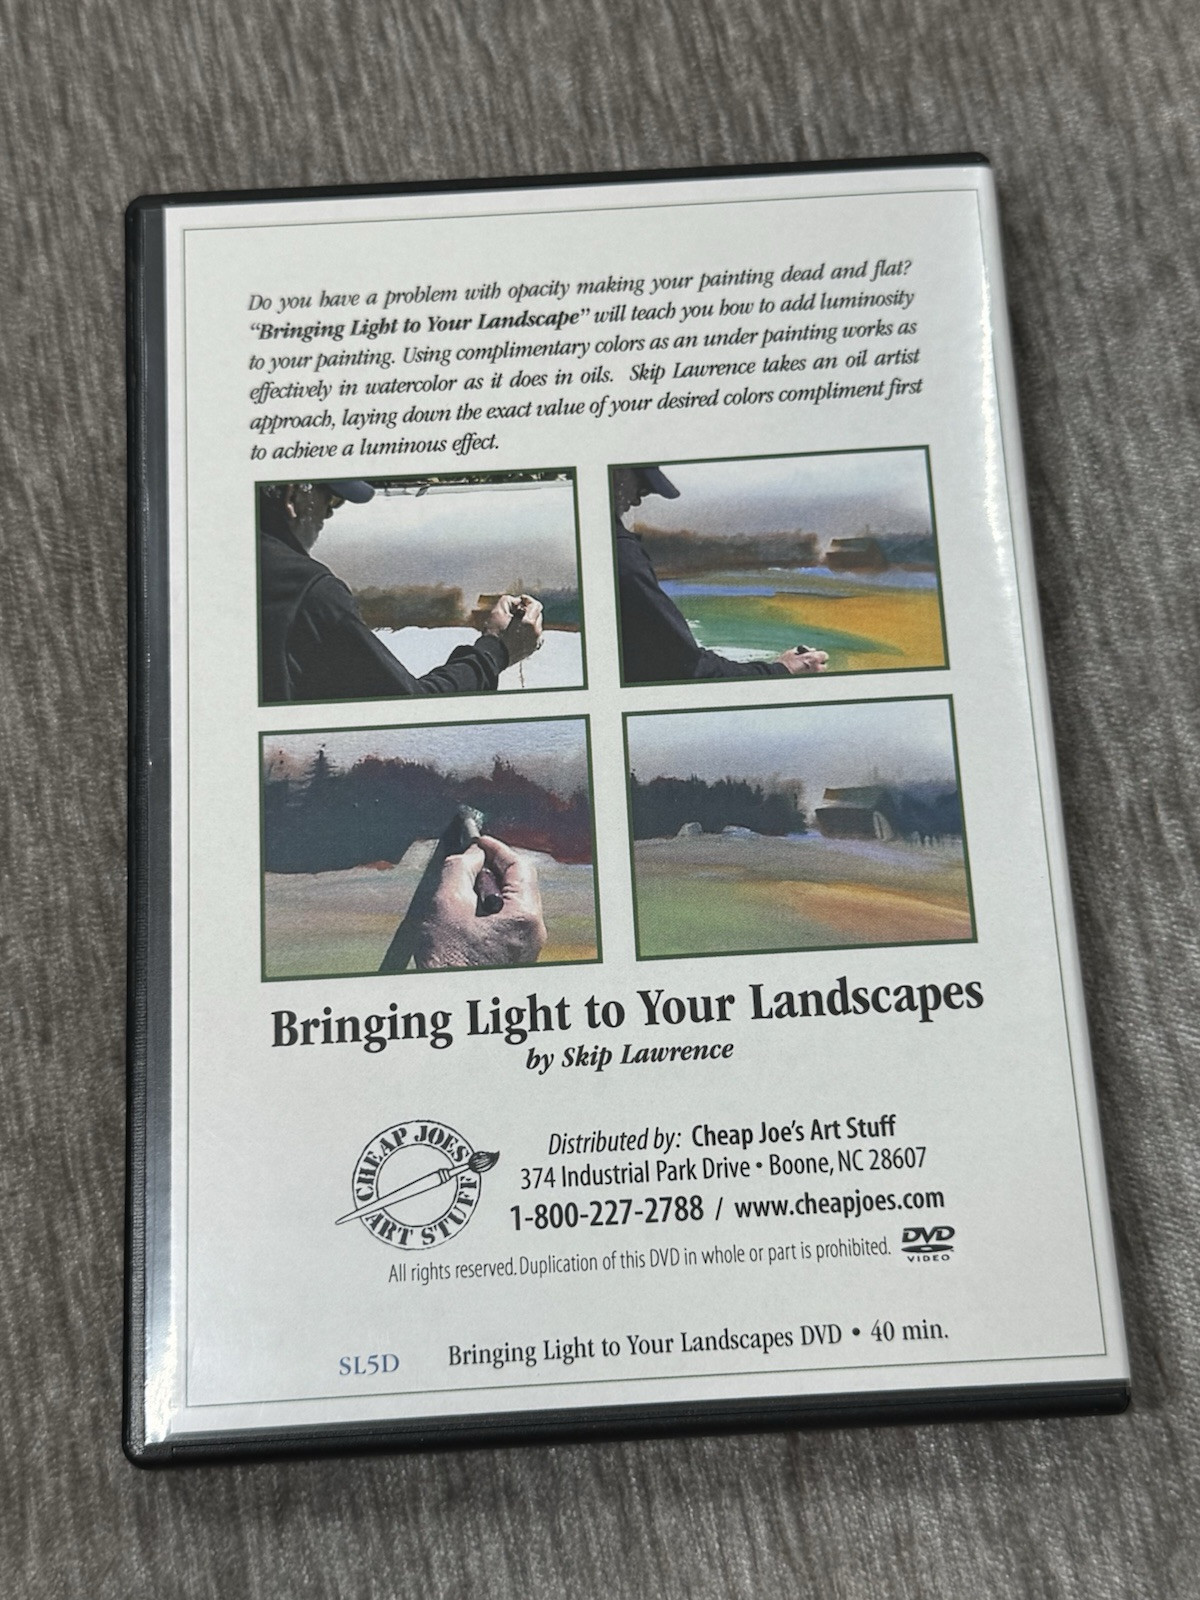 Do you have a problem with opacity making your painting dead and flat?
“Bringing Light to Your Landscape” will teach you how to add luminosity
to your painting. Using complimentary colors as an under painting works as
effectively in watercolor as it does in oils. Skip Lawrence takes an oil artist
approach, laying down the exact value of your desired colors compliment first
to achieve a luminous effect.
Bringing Light to Your Landscapes
by Skip Lawrence
CHEAP JOES
ART STUFF
Distributed by: Cheap Joe's Art Stuff
374 Industrial Park Drive • Boone, NC 28607
1-800-227-2788 / www.cheapjoes.com
All rights reserved. Duplication of this DVD in whole or part is prohibited.
DVD
VIDEO
SL5D
Bringing Light to Your Landscapes DVD • 40 min.